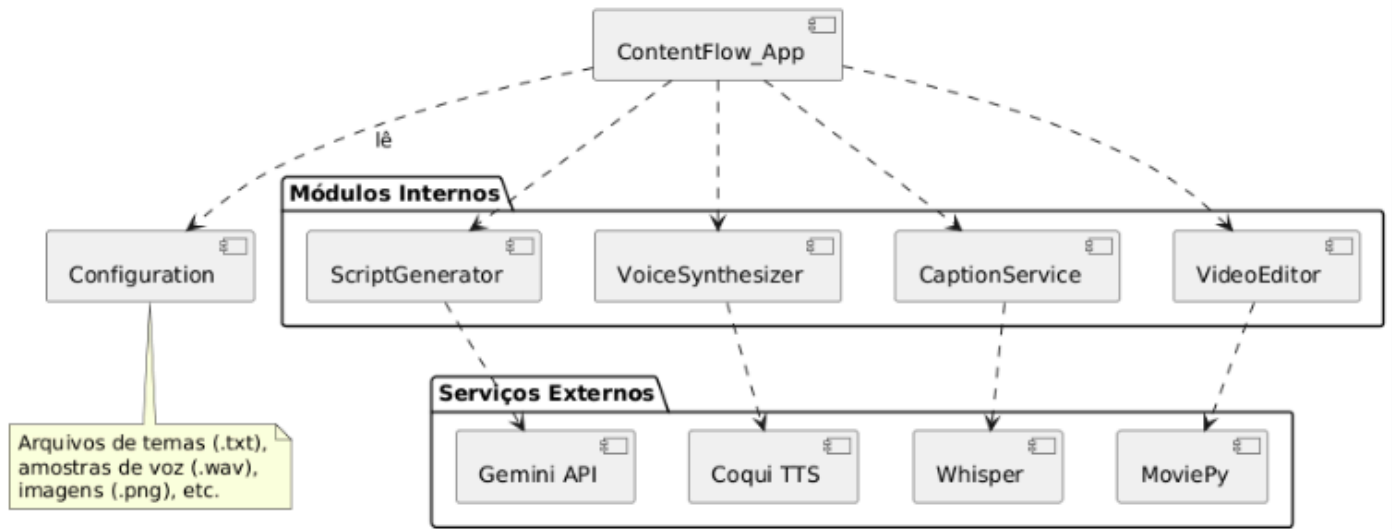 ContentFlow_App
lê
Módulos Internos
Configuration
ScriptGenerator
VoiceSynthesizer
CaptionService
VideoEditor
Serviços Externos
Arquivos de temas (.txt),
amostras de voz (.wav),
imagens (.png), etc.
Gemini API
Coqui TTS
Whisper
MoviePy